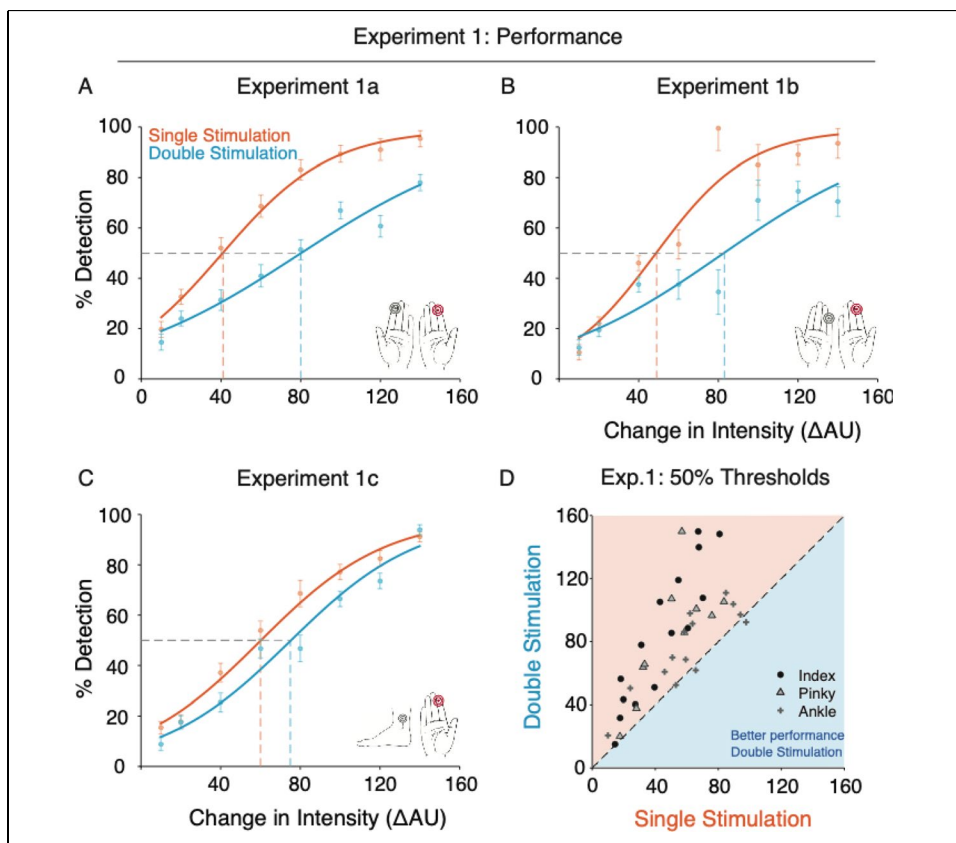 Experiment 1: Performance
A
Experiment 1a
100
80
60
40
20
0
% Detection
Single Stimulation
Double Stimulation
0
40
80
120
160
B
Experiment 1b
100
80
60
40
20
0
% Detection
0
40
80
120
160
Change in Intensity (ΔAU)
C
Experiment 1c
100
80
60
40
20
0
% Detection
0
40
80
120
160
Change in Intensity (ΔAU)
D
Exp.1: 50% Thresholds
160
120
80
40
0
Double Stimulation
Index
Pinky
Ankle
Better performance
Double Stimulation
0
40
80
120
160
Single Stimulation